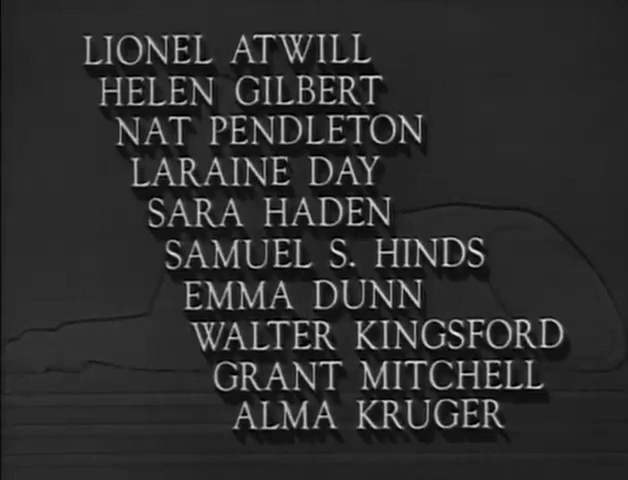 LIONEL ATWILL
HELEN GILBERT
NAT PENDLETON
LARAINE DAY
SARA HADEN
SAMUEL S. HINDS
EMMA DUNN
WALTER KINGSFORD
GRANT MITCHELL
ALMA KRUGER